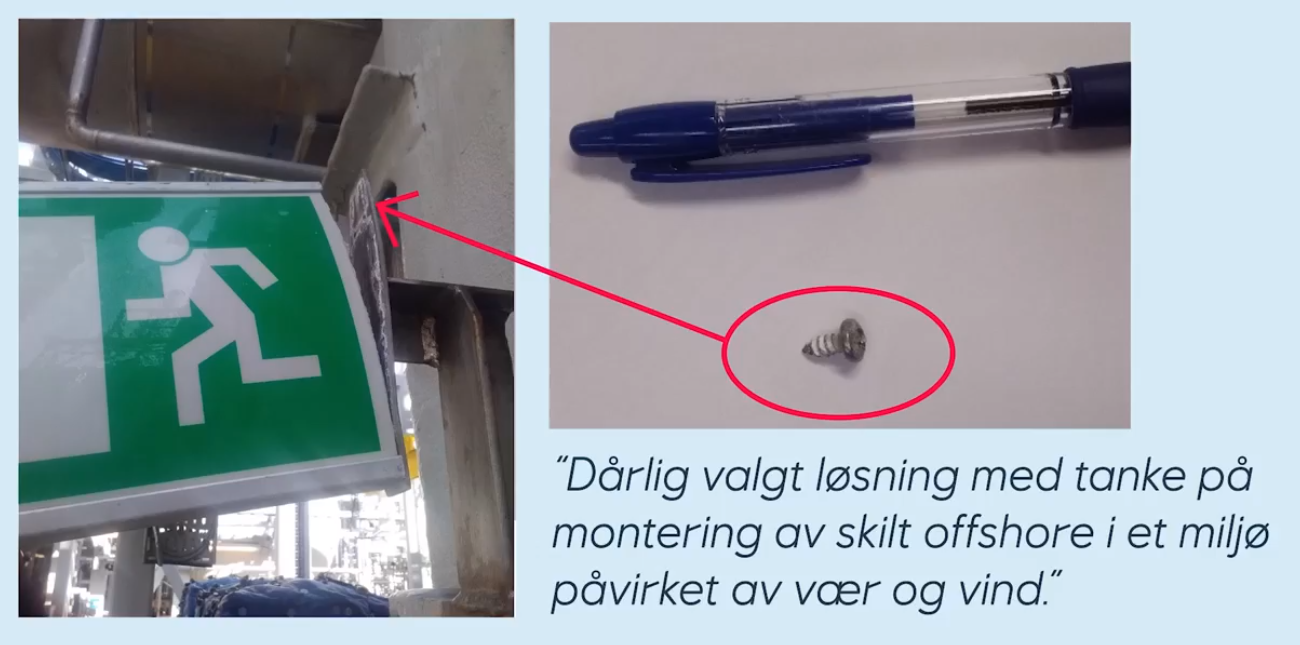 “Dårlig valgt løsning med tanke på
montering av skilt offshore i et miljø
påvirket av vær og vind.”